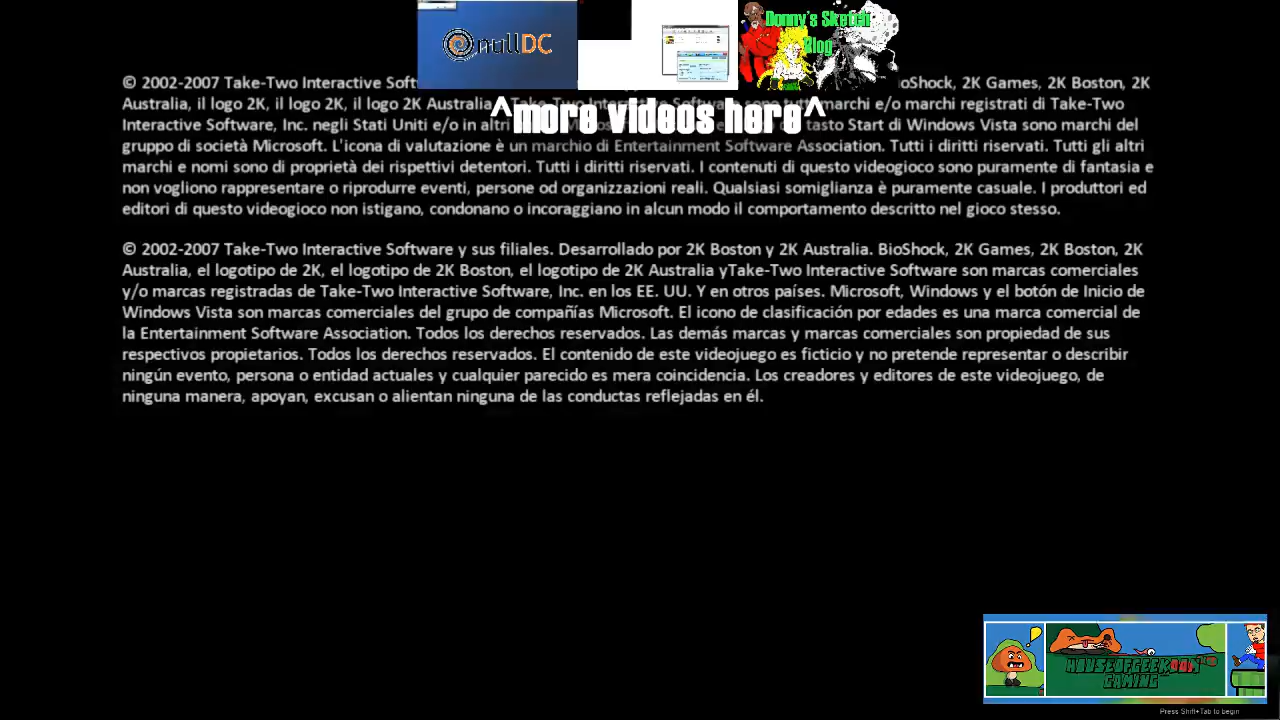 nullDC
Donny's Sketch
Blog
© 2002-2007 Take-Two Interactive Soft
ioShock, 2K Games, 2K Boston, 2K
^more videos here^
Australia, il logo 2K, il logo 2K, il logo 2K Australia e Take-Two Interactive Software sono tutti marchi e/o marchi registrati di Take-Two
Interactive Software, Inc. negli Stati Uniti e/o in altri tasto Start di Windows Vista sono marchi del
gruppo di società Microsoft. L'icona di valutazione è un marchio di Entertainment Software Association. Tutti i diritti riservati. Tutti gli altri
marchi e nomi sono di proprietà dei rispettivi detentori. Tutti i diritti riservati. I contenuti di questo videogioco sono puramente di fantasia e
non vogliono rappresentare o riprodurre eventi, persone od organizzazioni reali. Qualsiasi somiglianza è puramente casuale. I produttori ed
editori di questo videogioco non istigano, condonano o incoraggiano in alcun modo il comportamento descritto nel gioco stesso.
© 2002-2007 Take-Two Interactive Software y sus filiales. Desarrollado por 2K Boston y 2K Australia. BioShock, 2K Games, 2K Boston, 2K
Australia, el logotipo de 2K, el logotipo de 2K Boston, el logotipo de 2K Australia yTake-Two Interactive Software son marcas comerciales
y/o marcas registradas de Take-Two Interactive Software, Inc. en los EE. UU. Y en otros países. Microsoft, Windows y el botón de Inicio de
Windows Vista son marcas comerciales del grupo de compañías Microsoft. El icono de clasificación por edades es una marca comercial de
la Entertainment Software Association. Todos los derechos reservados. Las demás marcas y marcas comerciales son propiedad de sus
respectivos propietarios. Todos los derechos reservados. El contenido de este videojuego es ficticio y no pretende representar o describir
ningún evento, persona o entidad actuales y cualquier parecido es mera coincidencia. Los creadores y editores de este videojuego, de
ninguna manera, apoyan, excusan o alientan ninguna de las conductas reflejadas en él.
HOUSEOFGEEKDOM'S
GAMING
Press Shift+Tab to begin